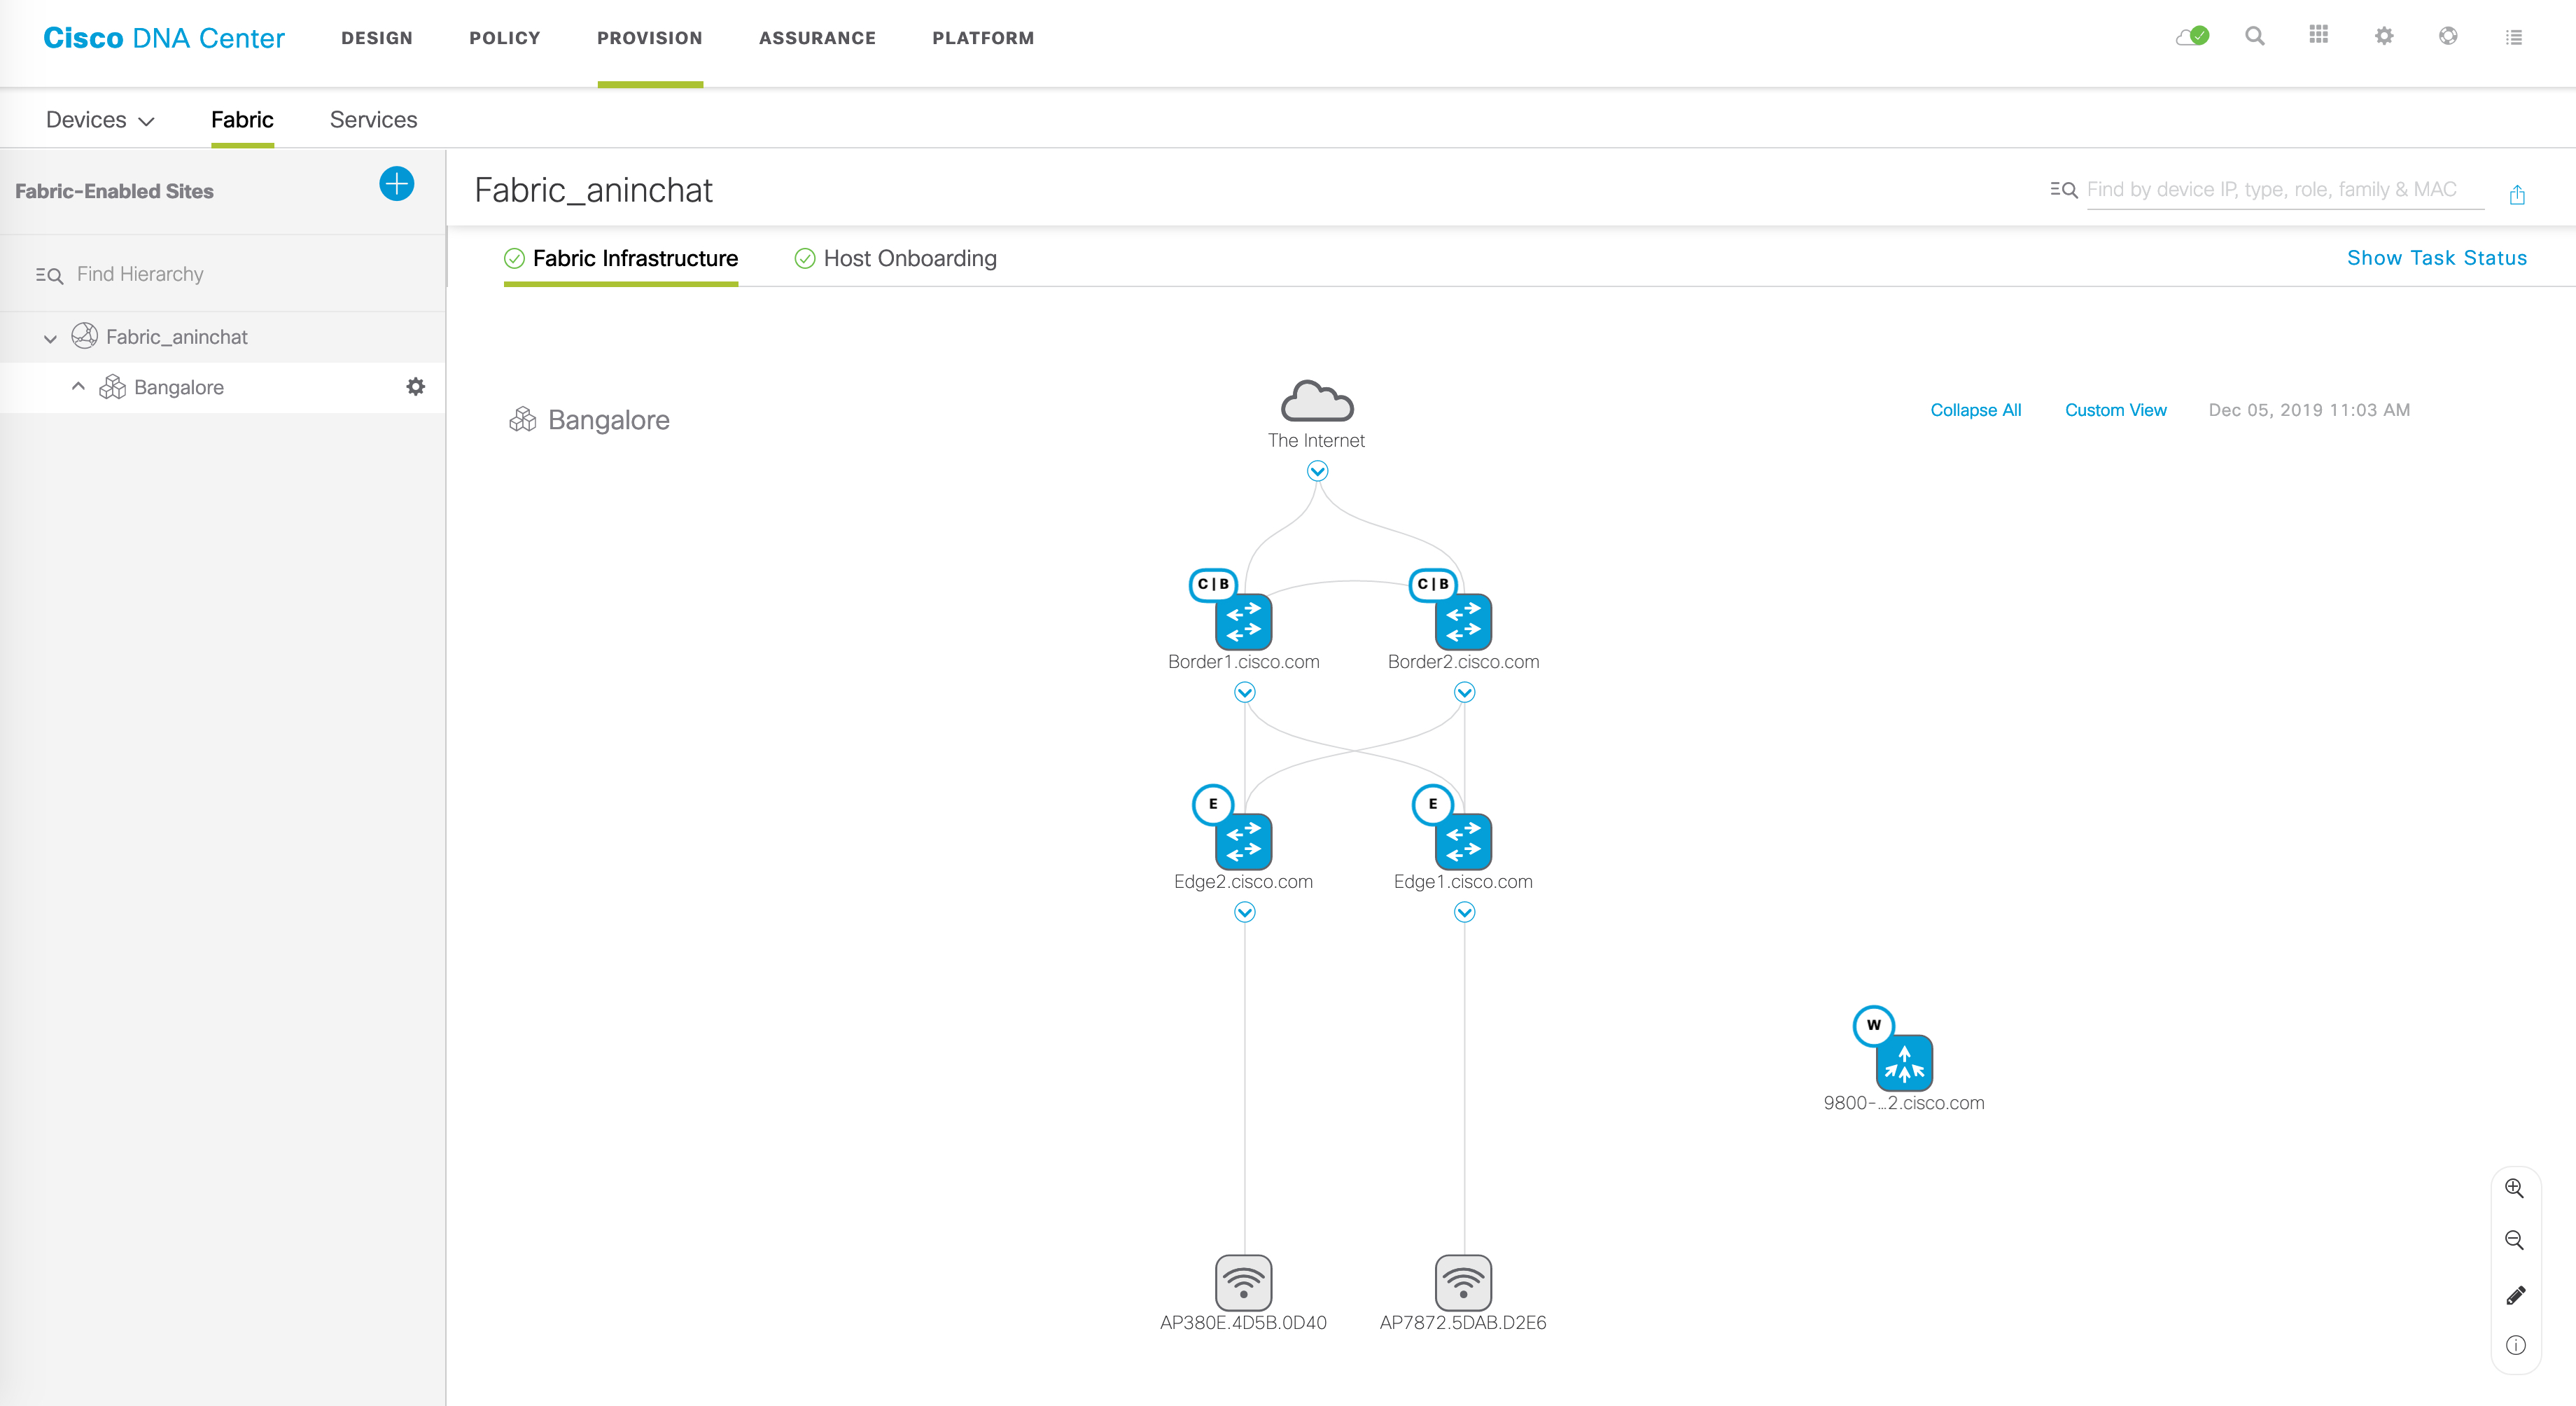 Cisco DNA Center
DESIGN
POLICY
PROVISION
ASSURANCE
PLATFORM
Devices
Fabric
Services
Fabric-Enabled Sites
Fabric_aninchat
Find by device IP, type, role, family & MAC
Find Hierarchy
Fabric Infrastructure
Host Onboarding
Show Task Status
Fabric_aninchat
Bangalore
Bangalore
The Internet
Collapse All
Custom View
Dec 05, 2019 11:03 AM
C|B
C|B
Border1.cisco.com
Border2.cisco.com
E
E
Edge2.cisco.com
Edge1.cisco.com
W
9800-...2.cisco.com
AP380E.4D5B.0D40
AP7872.5DAB.D2E6